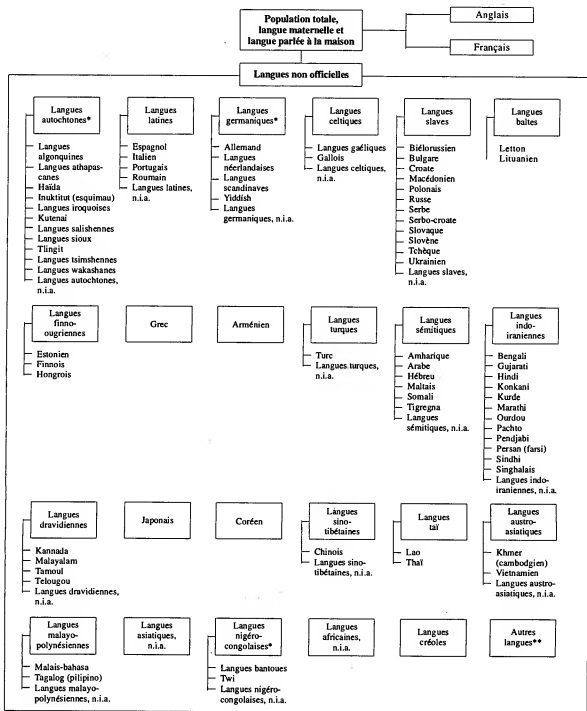 Population totale,
langue maternelle et
langue parlée à la maison
Anglais
Français
Langues non officielles
Langues
autochtones*
Langues
algonquines
Langues athapas-
canes
Haïda
Inuktitut (esquimau)
Langues iroquoises
Kutenai
Langues salishennes
Langues sioux
Tlingit
Langues tsimshennes
Langues wakashanes
Langues autochtones,
n.i.a.
Langues
latines
Espagnol
Italien
Portugais
Roumain
Langues latines,
n.i.a.
Langues
germaniques*
Allemand
Langues
néerlandaises
Langues
scandinaves
Yiddish
Langues
germaniques, n.i.a.
Langues
celtiques
Langues gaéliques
Gallois
Langues celtiques,
n.i.a.
Langues
slaves
Biélorussien
Bulgare
Croate
Macédonien
Polonais
Russe
Serbe
Serbo-croate
Slovaque
Slovène
Tchèque
Ukrainien
Langues slaves,
n.i.a.
Langues
baltes
Letton
Lituanien
Langues
finno-
ougriennes
Estonien
Finnois
Hongrois
Grec
Arménien
Langues
turques
Turc
Langues turques,
n.i.a.
Langues
sémitiques
Amharique
Arabe
Hébreu
Maltais
Somali
Tigregna
Langues
sémitiques, n.i.a.
Langues
indo-
iraniennes
Bengali
Gujarati
Hindi
Konkani
Kurde
Marathi
Ourdou
Pachto
Pendjabi
Persan (farsi)
Sindhi
Singhalais
Langues indo-
iraniennes, n.i.a.
Langues
dravidiennes
Kannada
Malayalam
Tamoul
Telougou
Langues dravidiennes,
n.i.a.
Japonais
Coréen
Langues
sino-
tibétaines
Chinois
Langues sino-
tibétaines, n.i.a.
Langues
taï
Lao
Thaï
Langues
austro-
asiatiques
Khmer
(cambodgien)
Vietnamien
Langues austro-
asiatiques, n.i.a.
Langues
malayo-
polynésiennes
Malais-bahasa
Tagalog (pilipino)
Langues malayo-
polynésiennes, n.i.a.
Langues
asiatiques,
n.i.a.
Langues
nigéro-
congolaises*
Langues bantoues
Twi
Langues nigéro-
congolaises, n.i.a.
Langues
africaines,
n.i.a.
Langues
créoles
Autres
langues**